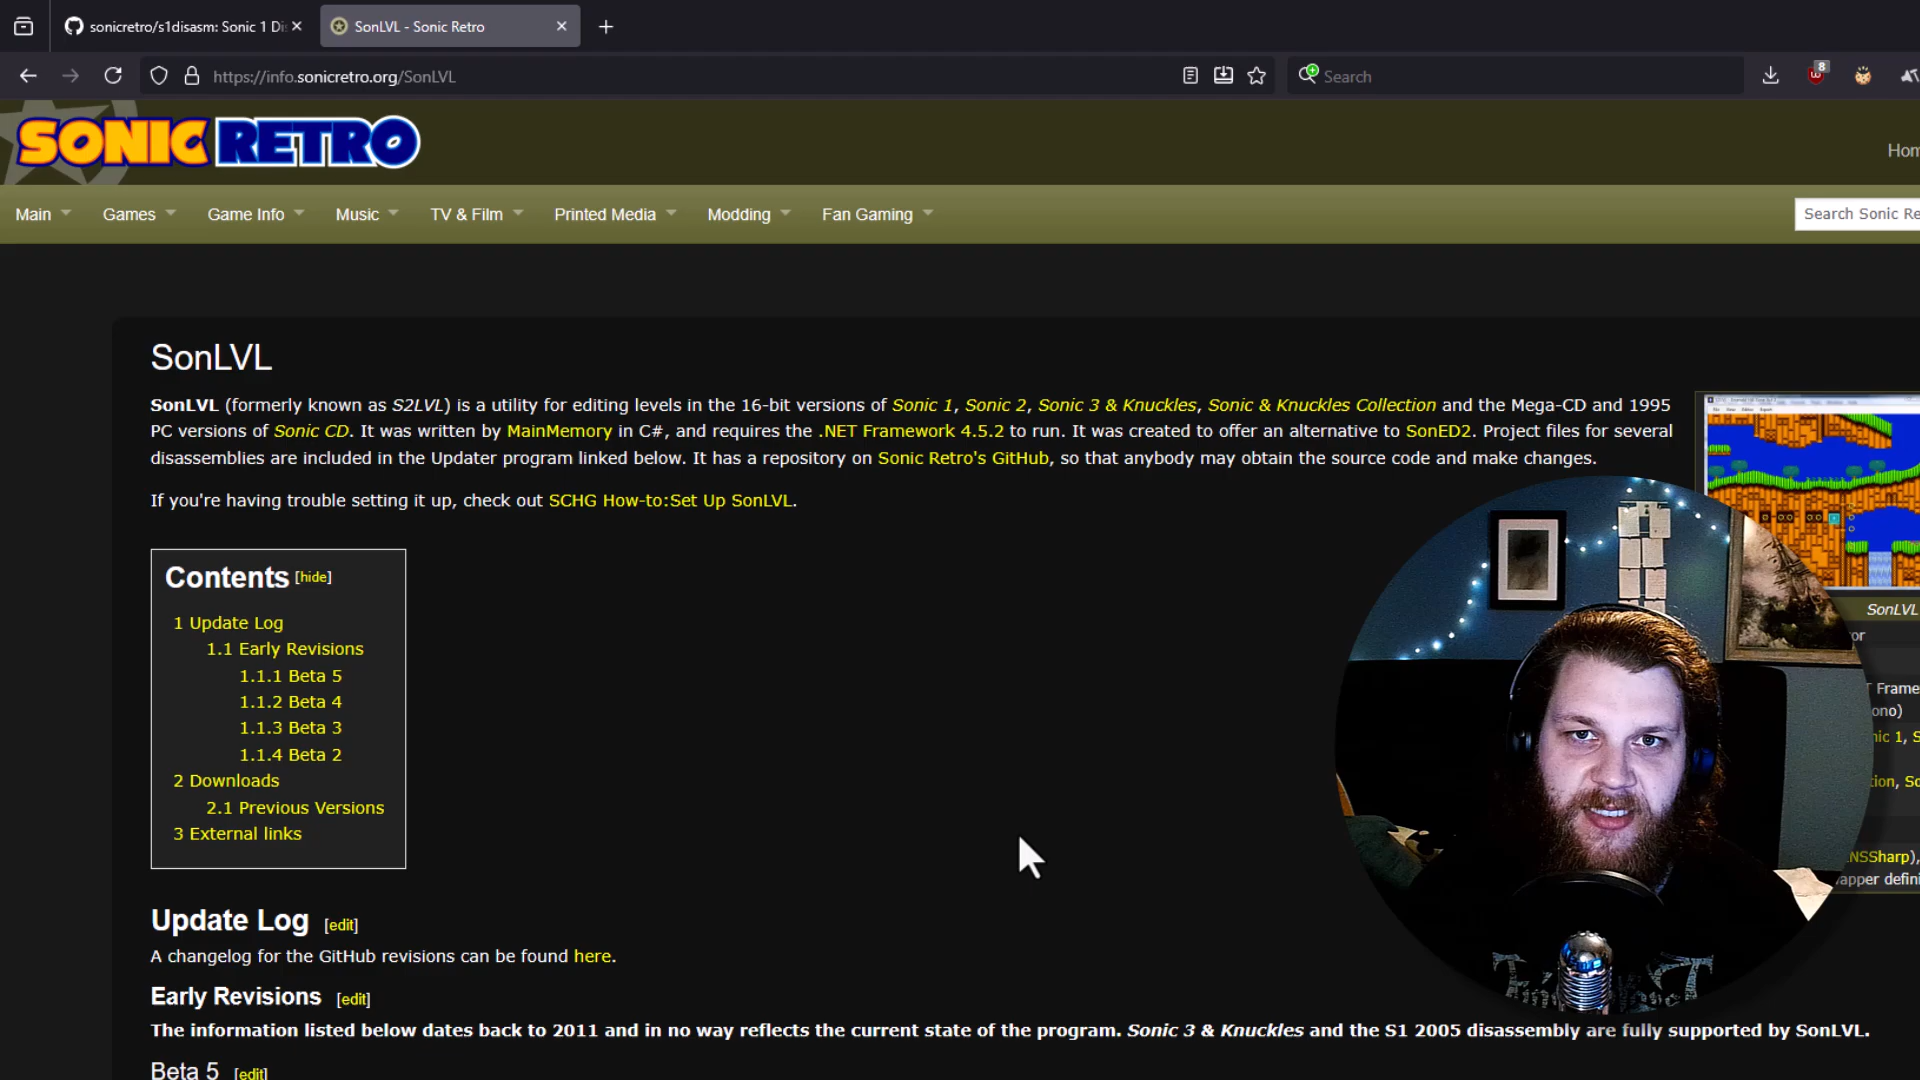 sonicretro/s1disasm: Sonic 1 Di
SonLVL - Sonic Retro
https://info.sonicretro.org/SonLVL
Search
8
SONIC RETRO
Hom
Main
Games
Game Info
Music
TV & Film
Printed Media
Modding
Fan Gaming
Search Sonic Re
SonLVL
SonLVL (formerly known as S2LVL) is a utility for editing levels in the 16-bit versions of Sonic 1, Sonic 2, Sonic 3 & Knuckles, Sonic & Knuckles Collection and the Mega-CD and 1995
PC versions of Sonic CD. It was written by MainMemory in C#, and requires the .NET Framework 4.5.2 to run. It was created to offer an alternative to SonED2. Project files for several
disassemblies are included in the Updater program linked below. It has a repository on Sonic Retro's GitHub, so that anybody may obtain the source code and make changes.
If you're having trouble setting it up, check out SCHG How-to:Set Up SonLVL.
SonLVL
or
T Frame
ono)
nic 1, S
tion, So
NSSharp),
apper defini
Contents [hide]
1 Update Log
1.1 Early Revisions
1.1.1 Beta 5
1.1.2 Beta 4
1.1.3 Beta 3
1.1.4 Beta 2
2 Downloads
2.1 Previous Versions
3 External links
Update Log [edit]
A changelog for the GitHub revisions can be found here.
Early Revisions [edit]
The information listed below dates back to 2011 and in no way reflects the current state of the program. Sonic 3 & Knuckles and the S1 2005 disassembly are fully supported by SonLVL.
Beta 5 [edit]